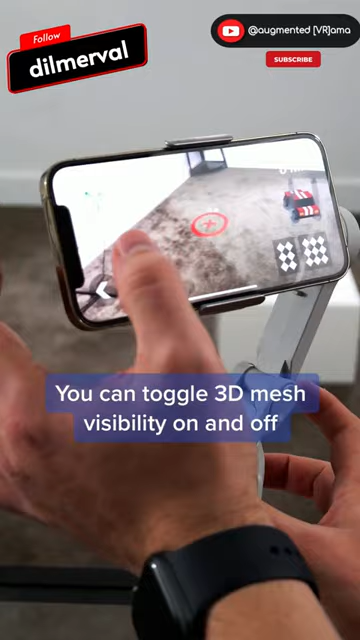 Follow
dilmerval
@augmented [VR]ama
SUBSCRIBE
You can toggle 3D mesh
visibility on and off